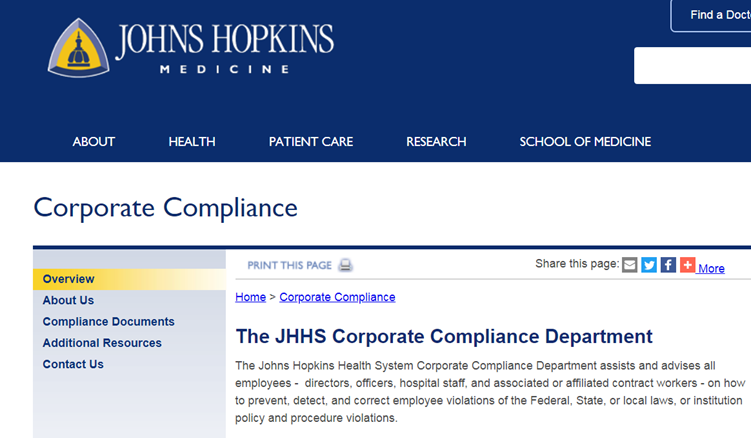 Find a Doct
JOHNS HOPKINS
MEDICINE
ABOUT HEALTH PATIENT CARE RESEARCH SCHOOL OF MEDICINE
Corporate Compliance
Overview
About Us
Compliance Documents
Additional Resources
Contact Us
PRINT THIS PAGE
Share this page: More
Home > Corporate Compliance
The JHHS Corporate Compliance Department
The Johns Hopkins Health System Corporate Compliance Department assists and advises all
employees - directors, officers, hospital staff, and associated or affiliated contract workers - on how
to prevent, detect, and correct employee violations of the Federal, State, or local laws, or institution
policy and procedure violations.